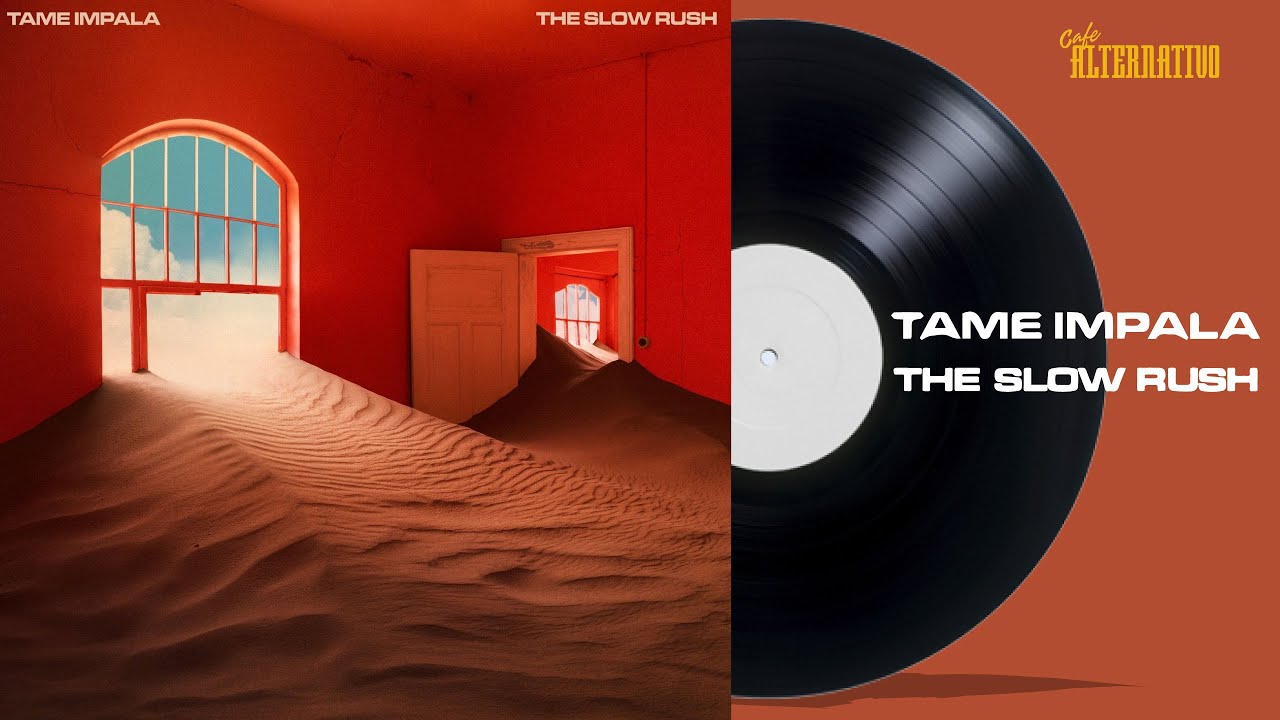 TAME IMPALA
THE SLOW RUSH
Cafe
ALTERNATIVO
TAME IMPALA
THE SLOW RUSH